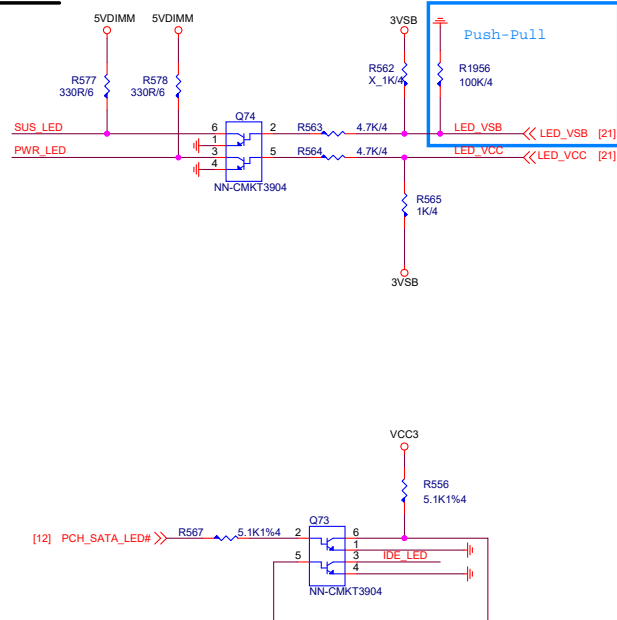 5VDIMM 5VDIMM 3VSB
Push-Pull
R577
330R/6
R578
330R/6
R562
X_1K/4
R1956
100K/4
Q74
SUS_LED 6 2 R563 4.7K/4 LED_VSB LED_VSB [21]
1
PWR_LED 3 5 R564 4.7K/4 LED_VCC LED_VCC [21]
4
NN-CMKT3904
R565
1K/4
3VSB
VCC3
R556
5.1K1%4
Q73
[12] PCH_SATA_LED# R567 5.1K1%4 2 6
1
5 3 IDE_LED
4
NN-CMKT3904